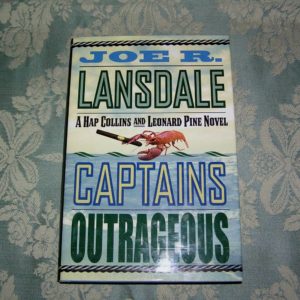 JOE R.
LANSDALE
A HAP COLLINS AND LEONARD PINE NOVEL
CAPTAINS
OUTRAGEOUS